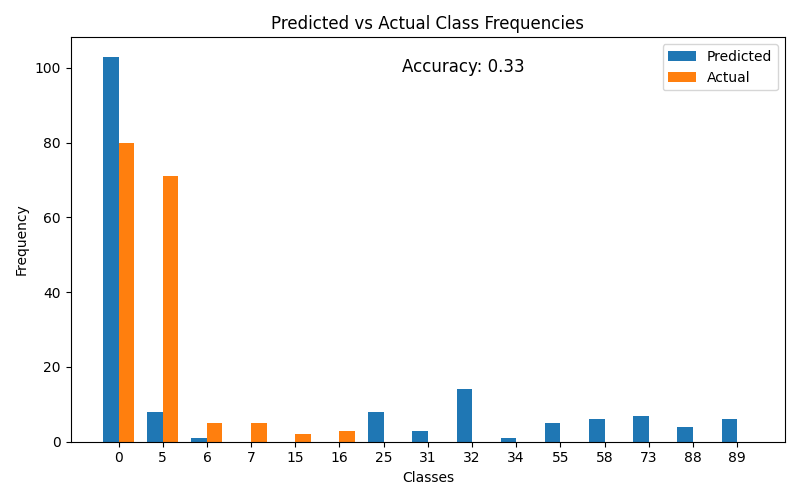 Predicted vs Actual Class Frequencies
Accuracy: 0.33
Predicted
Actual
Frequency
100
80
60
40
20
0
0 5 6 7 15 16 25 31 32 34 55 58 73 88 89
Classes